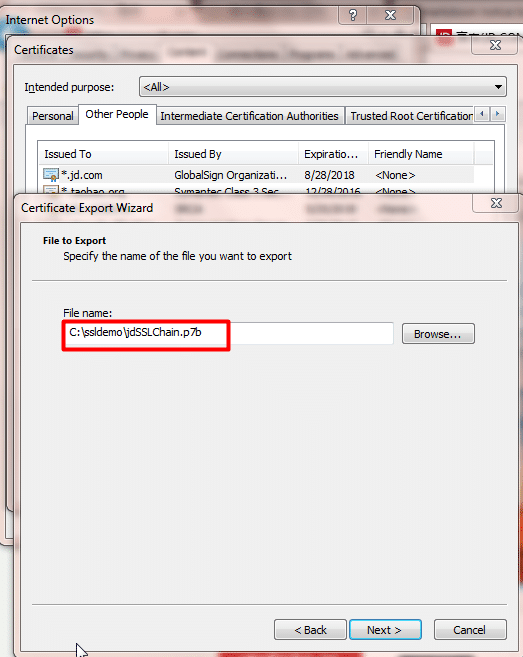 Internet Options
Certificates
Intended purpose:
<All>
Personal
Other People
Intermediate Certification Authorities
Trusted Root Certification
Issued To
Issued By
Expiratio...
Friendly Name
*.jd.com
GlobalSign Organizati...
8/28/2018
<None>
*.taobao.org
Symantec Class 3 Sec...
12/28/2016
<None>
Certificate Export Wizard
File to Export
Specify the name of the file you want to export
File name:
C:\ssldemo\jdSSLChain.p7b
Browse...
< Back
Next >
Cancel